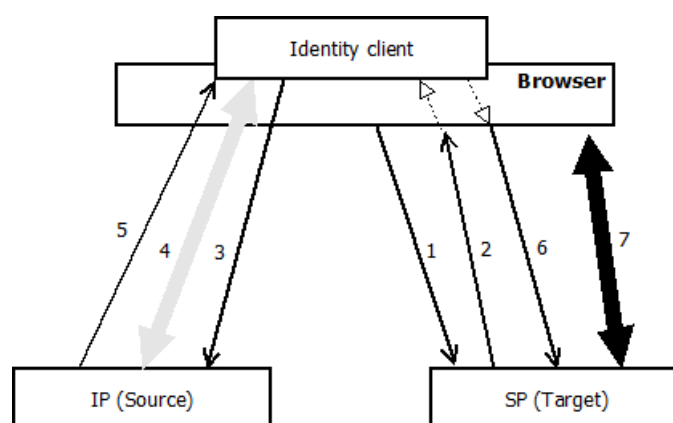 Identity client
Browser
5
4
3
1
2
6
7
IP (Source)
SP (Target)